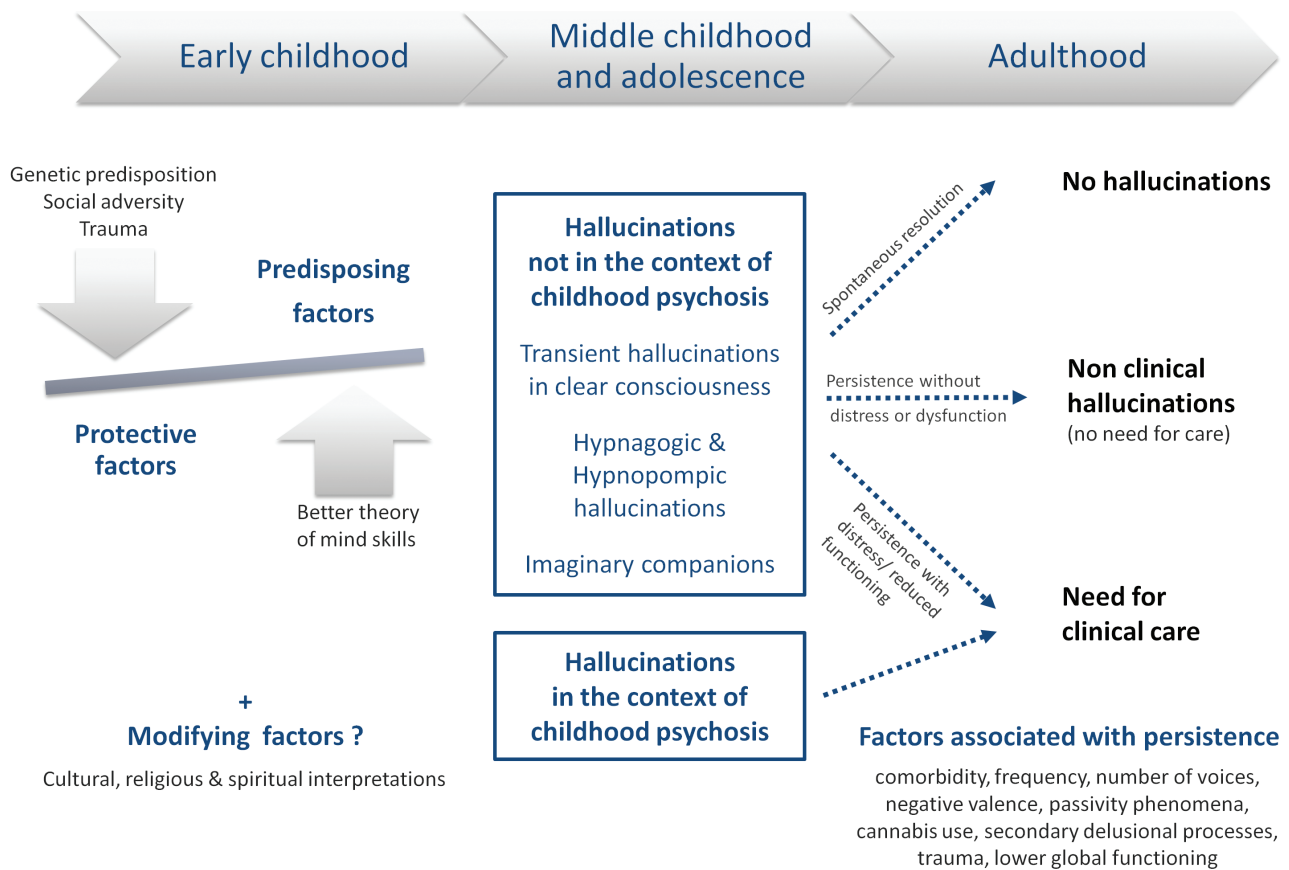 Early childhood
Middle childhood
and adolescence
Adulthood
Genetic predisposition
Social adversity
Trauma
Predisposing
factors
Protective
factors
Better theory
of mind skills
+
Modifying factors ?
Cultural, religious & spiritual interpretations
Hallucinations
not in the context of
childhood psychosis
Transient hallucinations
in clear consciousness
Hypnagogic &
Hypnopompic
hallucinations
Imaginary companions
Hallucinations
in the context of
childhood psychosis
Spontaneous resolution
Persistence without
distress or dysfunction
Persistence with
distress/ reduced
functioning
No hallucinations
Non clinical
hallucinations
(no need for care)
Need for
clinical care
Factors associated with persistence
comorbidity, frequency, number of voices,
negative valence, passivity phenomena,
cannabis use, secondary delusional processes,
trauma, lower global functioning